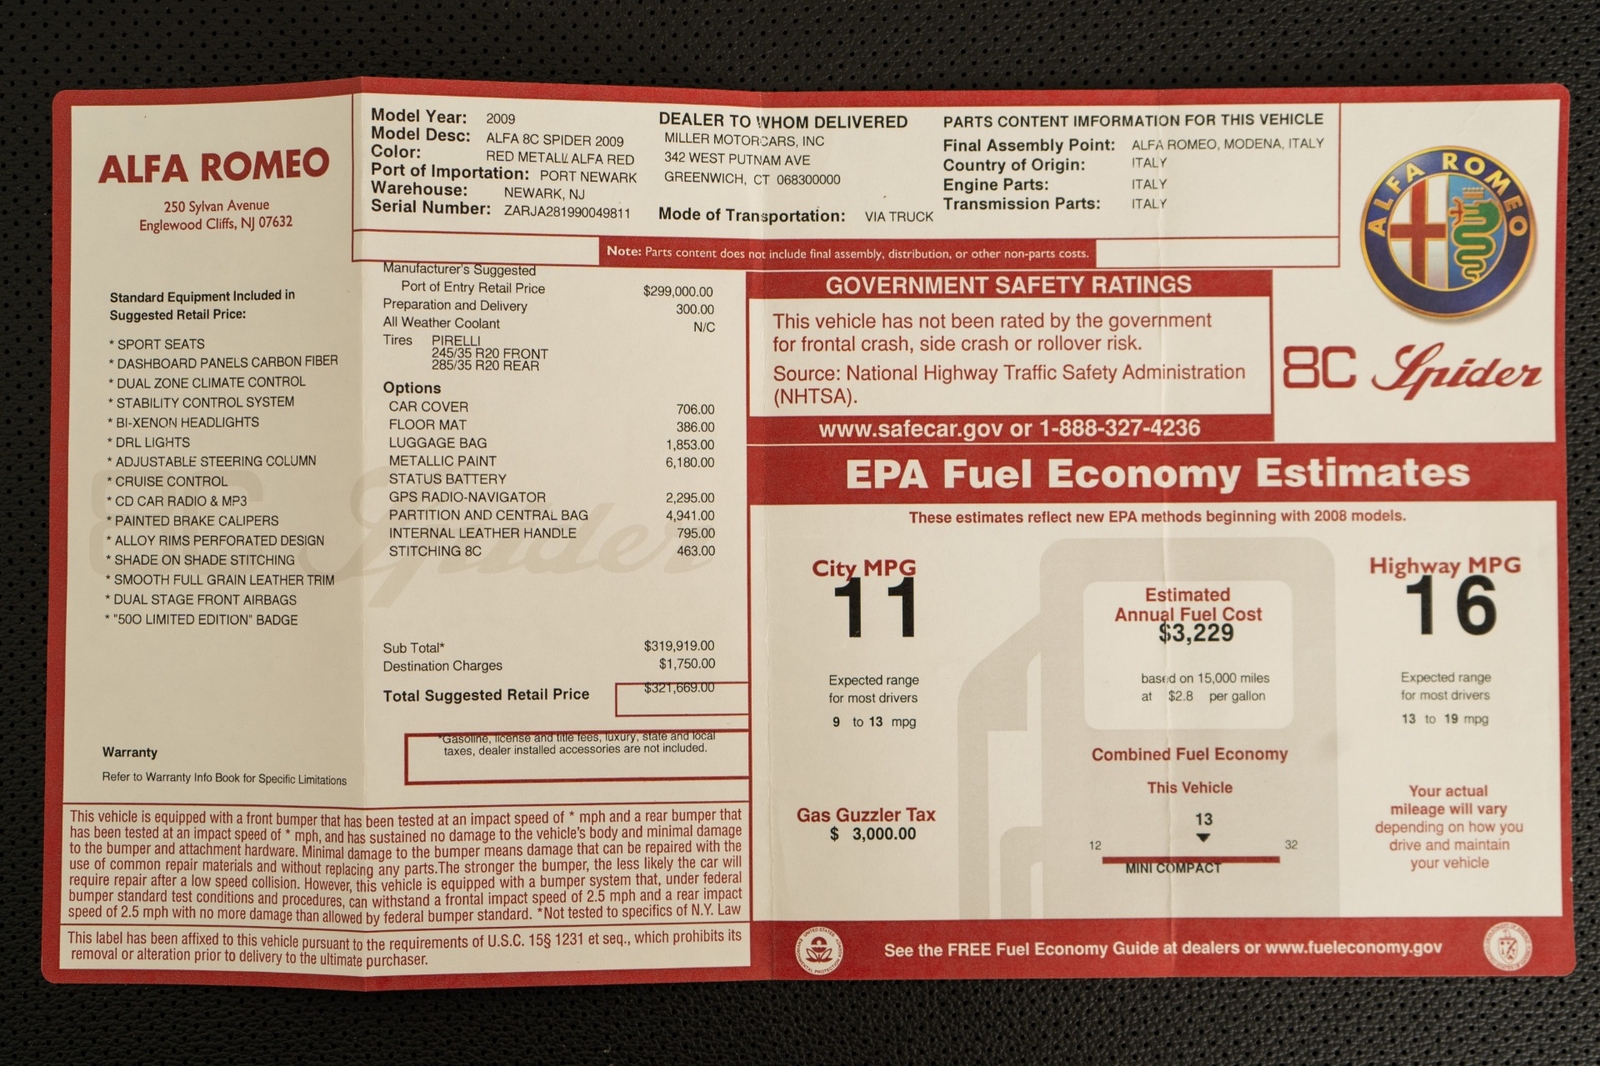 ALFA ROMEO
250 Sylvan Avenue
Englewood Cliffs, NJ 07632
Standard Equipment Included in
Suggested Retail Price:
* SPORT SEATS
* DASHBOARD PANELS CARBON FIBER
* DUAL ZONE CLIMATE CONTROL
* STABILITY CONTROL SYSTEM
* BI-XENON HEADLIGHTS
* DRL LIGHTS
* ADJUSTABLE STEERING COLUMN
* CRUISE CONTROL
* CD CAR RADIO & MP3
* PAINTED BRAKE CALIPERS
* ALLOY RIMS PERFORATED DESIGN
* SHADE ON SHADE STITCHING
* SMOOTH FULL GRAIN LEATHER TRIM
* DUAL STAGE FRONT AIRBAGS
* "50O LIMITED EDITION" BADGE
Warranty
Refer to Warranty Info Book for Specific Limitations
8C Spider
Model Year: 2009
Model Desc: ALFA 8C SPIDER 2009
Color: RED METALL ALFA RED
Port of Importation: PORT NEWARK
Warehouse: NEWARK, NJ
Serial Number: ZARJA281990049811
DEALER TO WHOM DELIVERED
MILLER MOTORCARS, INC
342 WEST PUTNAM AVE
GREENWICH, CT 068300000
Mode of Transportation: VIA TRUCK
PARTS CONTENT IMFORMATION FOR THIS VEHICLE
Final Assembly Point: ALFA ROMEO, MODENA, ITALY
Country of Origin: ITALY
Engine Parts: ITALY
Transmission Parts: ITALY
Note: Parts content does not include final assembly, distribution, or other non-parts costs.
Manufacturer's Suggested
Port of Entry Retail Price $299,000.00
Preparation and Delivery 300.00
All Weather Coolant N/C
Tires PIRELLI
245/35 R20 FRONT
285/35 R20 REAR
Options
CAR COVER 706.00
FLOOR MAT 386.00
LUGGAGE BAG 1,853.00
METALLIC PAINT 6,180.00
STATUS BATTERY
GPS RADIO-NAVIGATOR 2,295.00
PARTITION AND CENTRAL BAG 4,941.00
INTERNAL LEATHER HANDLE 795.00
STITCHING 8C 463.00
Sub Total* $319,919.00
Destination Charges $1,750.00
Total Suggested Retail Price $321,669.00
*Gasoline, license and title fees, luxury, state and local
taxes, dealer installed accessories are not included.
This vehicle is equipped with a front bumper that has been tested at an impact speed of * mph and a rear bumper that
has been tested at an impact speed of * mph, and has sustained no damage to the vehicle's body and minimal damage
to the bumper and attachment hardware. Minimal damage to the bumper means damage that can be repaired with the
use of common repair materials and without replacing any parts.The stronger the bumper, the less likely the car will
require repair after a low speed collision. However, this vehicle is equipped with a bumper system that, under federal
bumper standard test conditions and procedures, can withstand a frontal impact speed of 2.5 mph and a rear impact
speed of 2.5 mph with no more damage than allowed by federal bumper standard. *Not tested to specifics of N.Y. Law
This label has been affixed to this vehicle pursuant to the requirements of U.S.C. 15§ 1231 et seq., which prohibits its
removal or alteration prior to delivery to the ultimate purchaser.
GOVERNMENT SAFETY RATINGS
This vehicle has not been rated by the government
for frontal crash, side crash or rollover risk.
Source: National Highway Traffic Safety Administration
(NHTSA).
www.safecar.gov or 1-888-327-4236
ALFA ROMEO
8C Spider
EPA Fuel Economy Estimates
These estimates reflect new EPA methods beginning with 2008 models.
City MPG
11
Expected range
for most drivers
9 to 13 mpg
Gas Guzzler Tax
$ 3,000.00
Estimated
Annual Fuel Cost
$3,229
based on 15,000 miles
at $2.8 per gallon
Combined Fuel Economy
This Vehicle
13
12 32
MINI COMPACT
Highway MPG
16
Expected range
for most drivers
13 to 19 mpg
Your actual
mileage will vary
depending on how you
drive and maintain
your vehicle
See the FREE Fuel Economy Guide at dealers or www.fueleconomy.gov